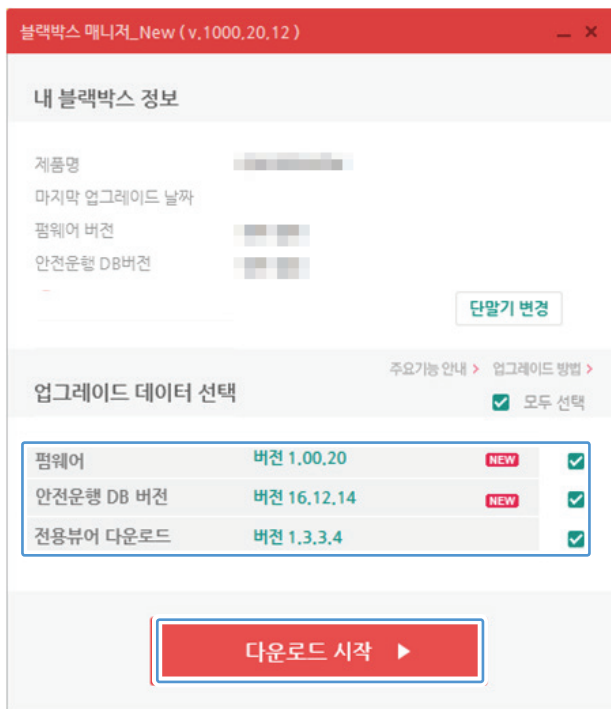 블랙박스 매니저_New ( v.1000.20.12 )
내 블랙박스 정보
제품명
마지막 업그레이드 날짜
펌웨어 버전
안전운행 DB버전
단말기 변경
주요기능 안내 > 업그레이드 방법 >
업그레이드 데이터 선택
모두 선택
펌웨어 버전 1.00.20 NEW
안전운행 DB 버전 버전 16.12.14 NEW
전용뷰어 다운로드 버전 1.3.3.4
다운로드 시작 ▶